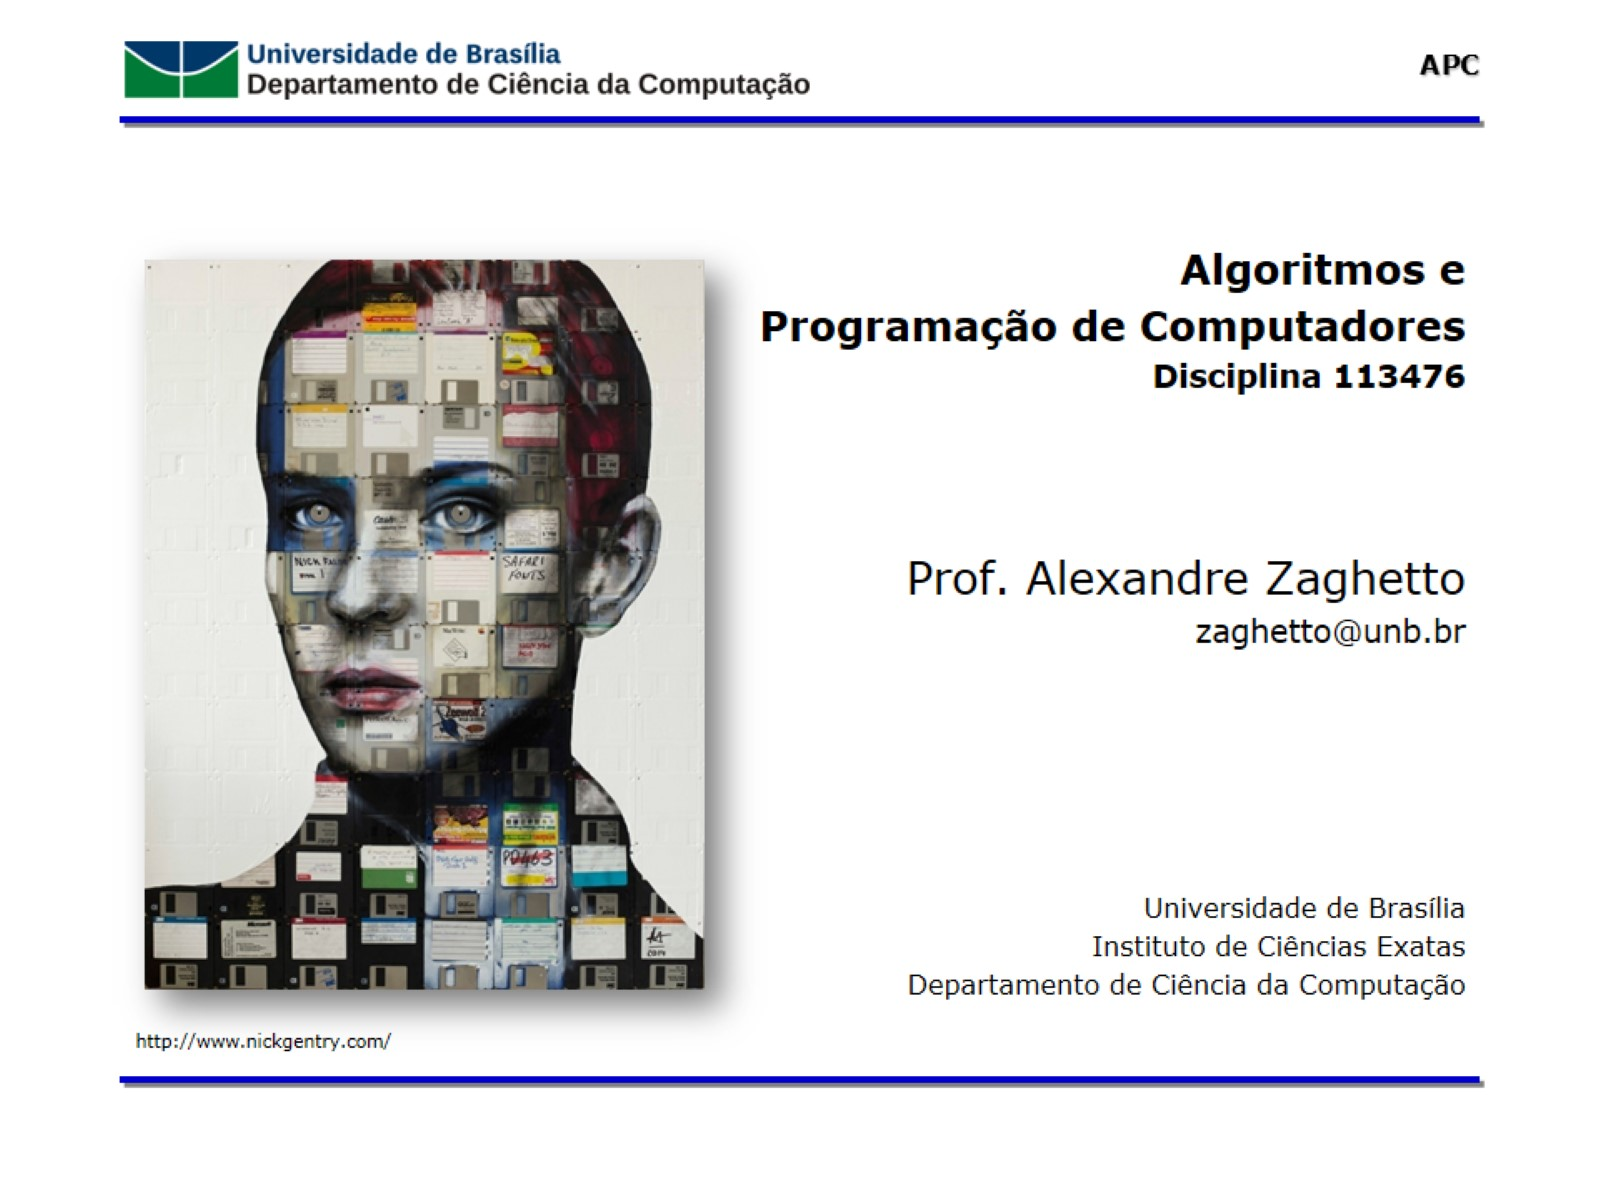 Universidade de Brasília
Departamento de Ciência da Computação
APC
Algoritmos e
Programação de Computadores
Disciplina 113476
Prof. Alexandre Zaghetto
zaghetto@unb.br
SAFARI
FONTS
PD463
Universidade de Brasília
Instituto de Ciências Exatas
Departamento de Ciência da Computação
http://www.nickgentry.com/